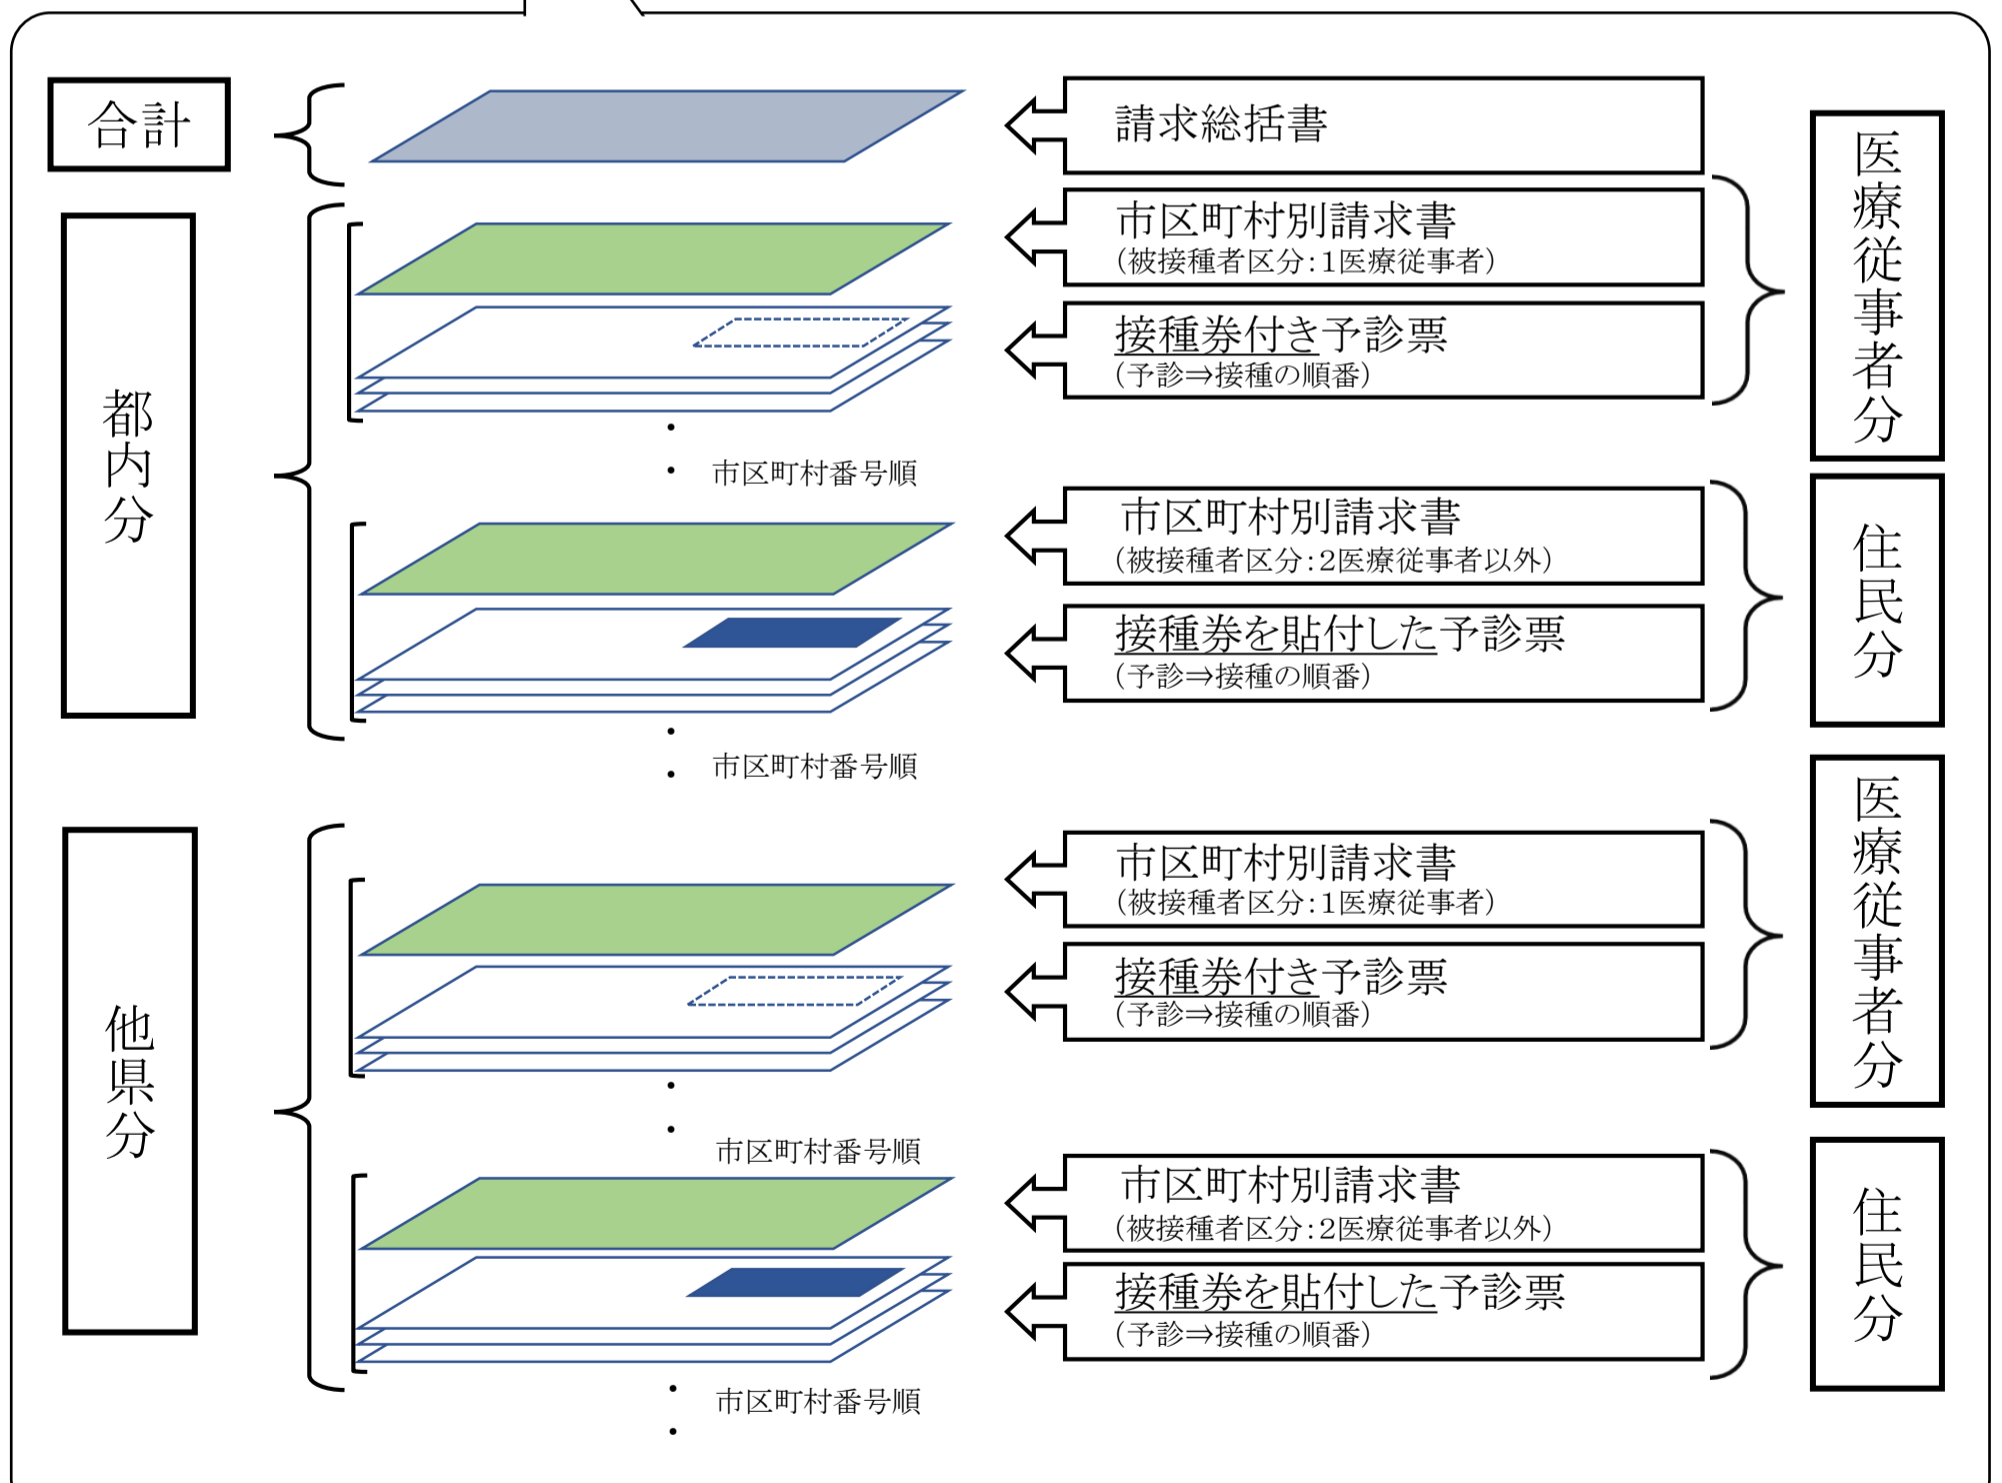 合計
請求総括書
都内分
市区町村別請求書
（被接種者区分：1医療従事者）
接種券付き予診票
（予診⇒接種の順番）
医療従事者分
市区町村番号順
市区町村別請求書
（被接種者区分：2医療従事者以外）
接種券を貼付した予診票
（予診⇒接種の順番）
住民分
市区町村番号順
他県分
市区町村別請求書
（被接種者区分：1医療従事者）
接種券付き予診票
（予診⇒接種の順番）
医療従事者分
市区町村番号順
市区町村別請求書
（被接種者区分：2医療従事者以外）
接種券を貼付した予診票
（予診⇒接種の順番）
住民分
市区町村番号順